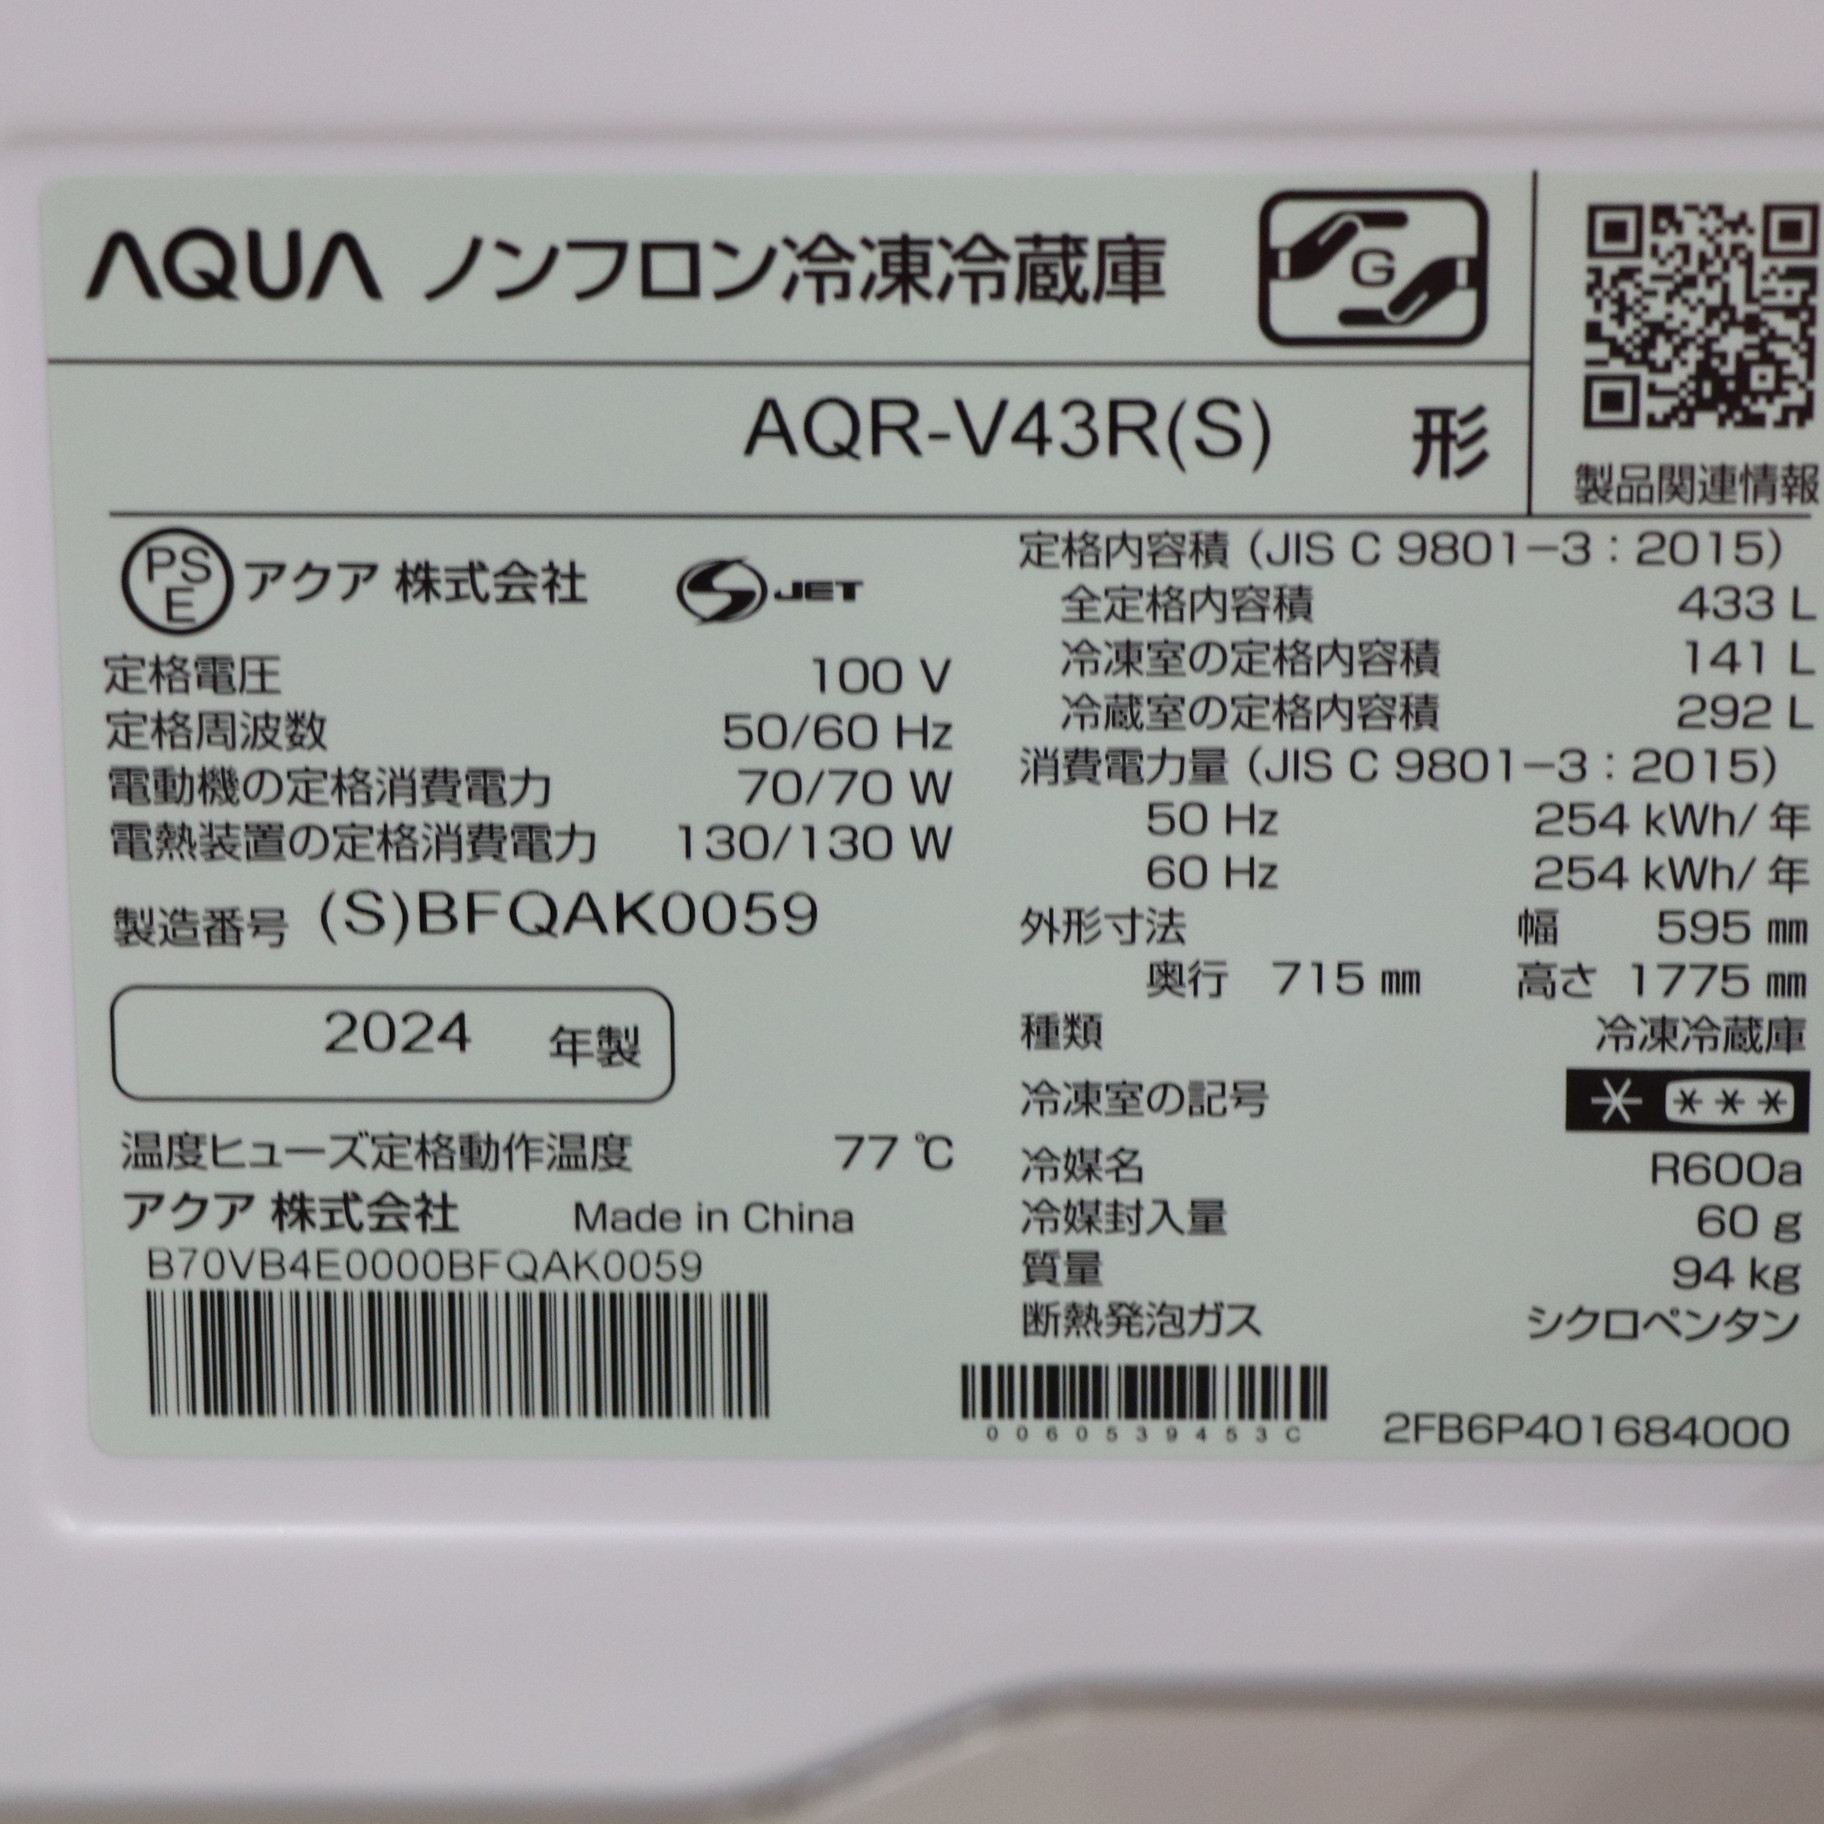 AQUA ノンフロン冷凍冷蔵庫
G
AQR-V43R(S) 形
製品関連情報
PS
E
アクア 株式会社
S JET
定格電圧 100 V
定格周波数 50/60 Hz
電動機の定格消費電力 70/70 W
電熱装置の定格消費電力 130/130 W
製造番号 (S)BFQAK0059
2024 年製
温度ヒューズ定格動作温度 77 ℃
アクア 株式会社 Made in China
B70VB4E0000BFQAK0059
定格内容積 (JIS C 9801-3 : 2015)
全定格内容積 433 L
冷凍室の定格内容積 141 L
冷蔵室の定格内容積 292 L
消費電力量 (JIS C 9801-3 : 2015)
50 Hz 254 kWh/ 年
60 Hz 254 kWh/ 年
外形寸法 幅 595 ㎜
奥行 715 ㎜ 高さ 1775 ㎜
種類 冷凍冷蔵庫
冷凍室の記号
冷媒名 R600a
冷媒封入量 60 g
質量 94 kg
断熱発泡ガス シクロペンタン
0060539453C
2FB6P401684000